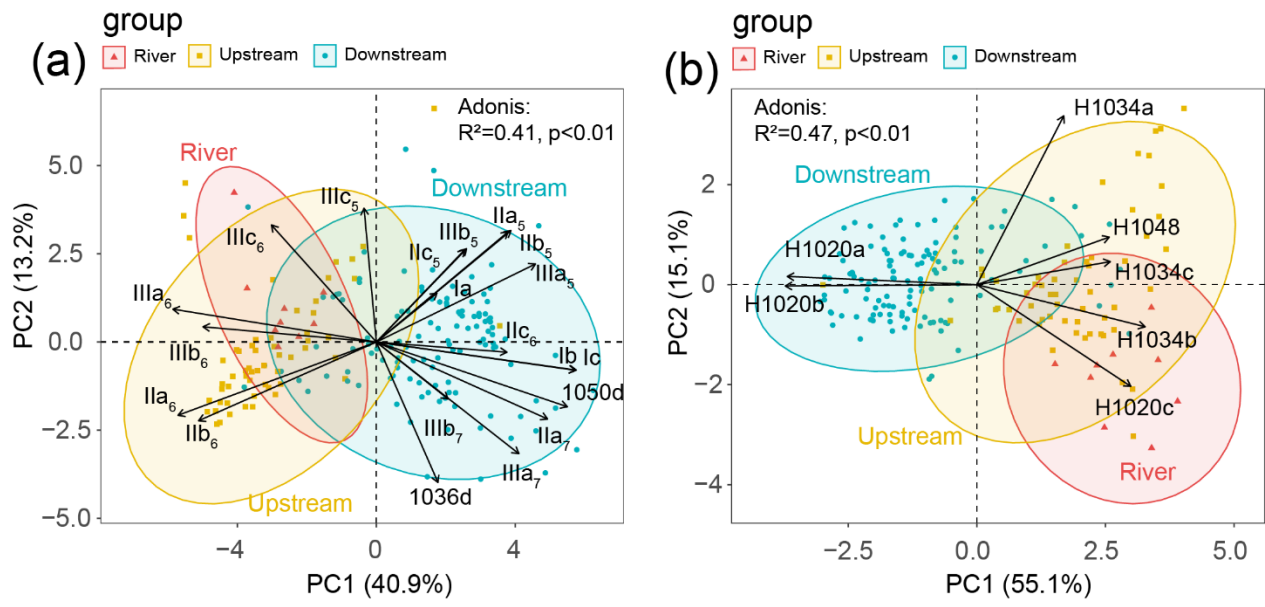 (a)
group
River
Upstream
Downstream
Adonis:
R²=0.41, p<0.01
River
Downstream
Upstream
IIIc₅
IIIc₆
IIa₅
IIIb₅
IIb₅
IIc₅
IIIa₅
Ia
IIIa₆
IIIb₆
IIc₆
Ib Ic
IIa₆
IIb₆
1050d
IIIb₇
IIa₇
IIIa₇
1036d
5.0
2.5
0.0
−2.5
−5.0
−4
0
4
PC2 (13.2%)
PC1 (40.9%)
(b)
group
River
Upstream
Downstream
Adonis:
R²=0.47, p<0.01
H1034a
Downstream
H1048
H1020a
H1034c
H1020b
H1034b
H1020c
Upstream
River
2
0
−2
−4
−2.5
0.0
2.5
5.0
PC2 (15.1%)
PC1 (55.1%)